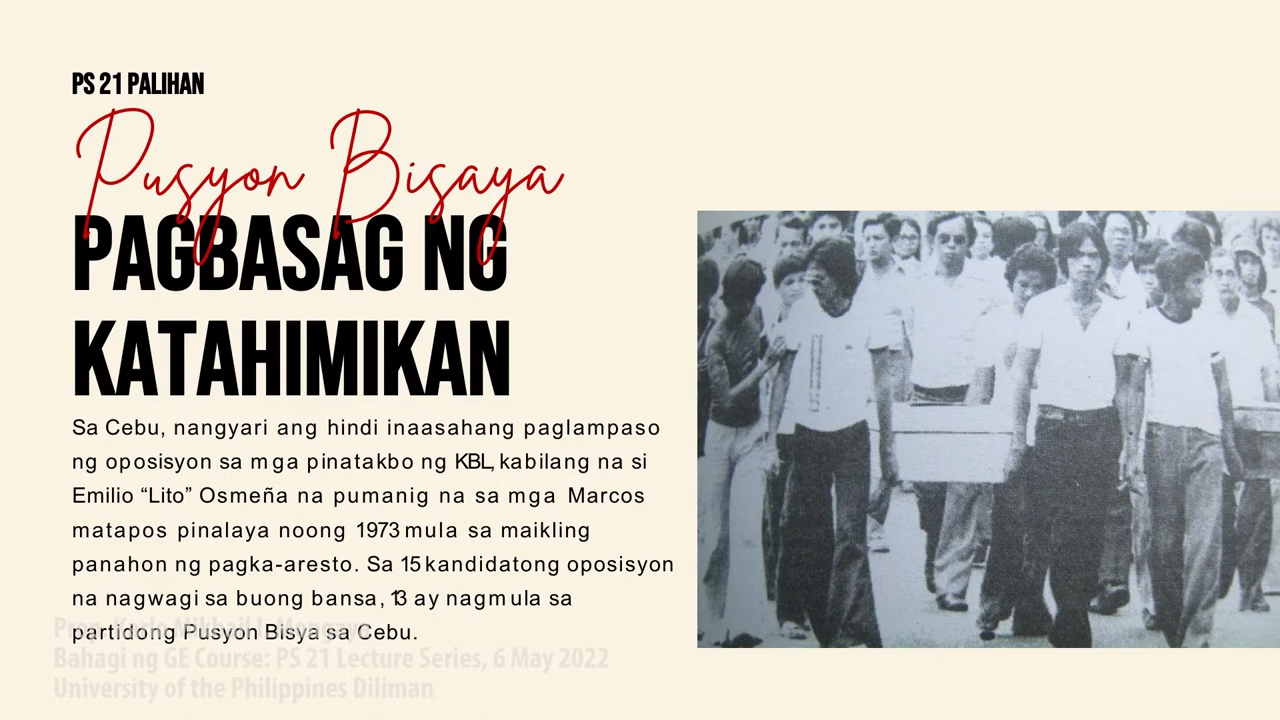 PS 21 PALIHAN
Pusyon Bisaya
PAGBASAG NG
KATAHIMIKAN
Sa Cebu, nangyari ang hindi inaasahang paglampaso
ng oposisyon sa mga pinatakbo ng KBL, kabilang na si
Emilio “Lito” Osmeña na pumanig na sa mga Marcos
matapos pinalaya noong 1973 mula sa maikling
panahon ng pagka-aresto. Sa 15 kandidatong oposisyon
na nagwagi sa buong bansa, 13 ay nagmula sa
partidong Pusyon Bisya sa Cebu.
Bahagi ng GE Course: PS 21 Lecture Series, 6 May 2022
University of the Philippines Diliman